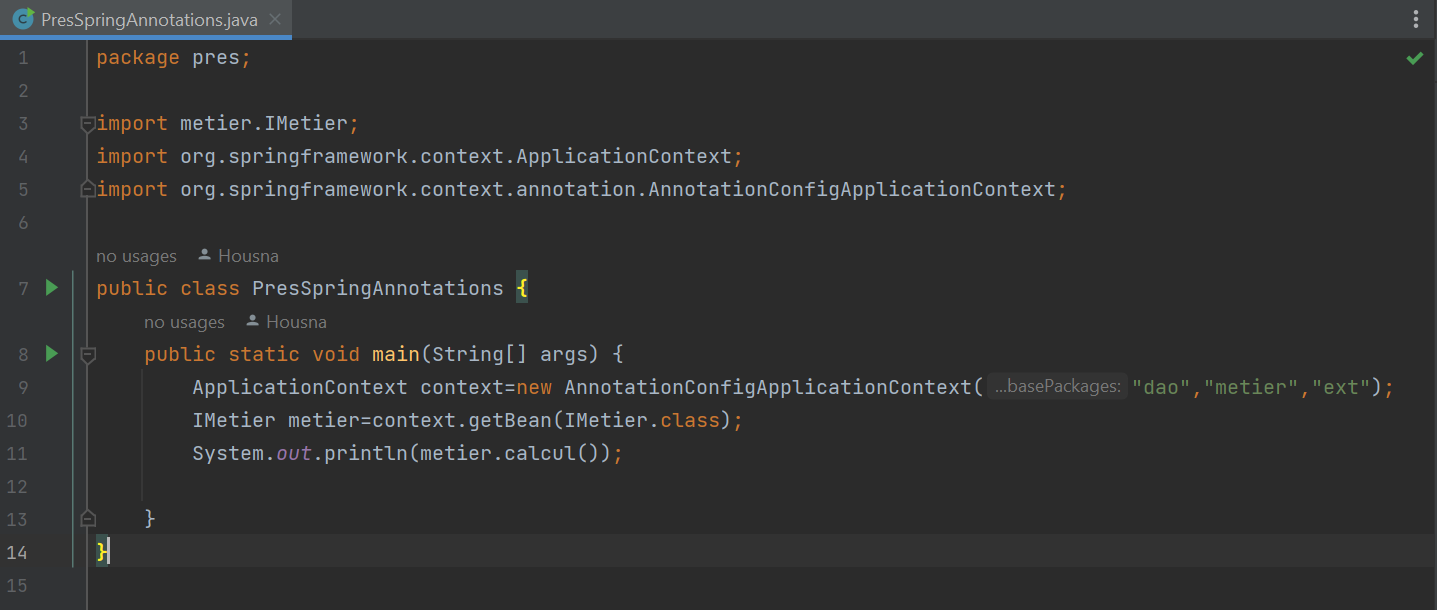 PresSpringAnnotations.java
1 package pres;
2
3 import metier.IMetier;
4 import org.springframework.context.ApplicationContext;
5 import org.springframework.context.annotation.AnnotationConfigApplicationContext;
6
no usages Housna
7 public class PresSpringAnnotations {
no usages Housna
8 public static void main(String[] args) {
9 ApplicationContext context=new AnnotationConfigApplicationContext( ...basePackages: "dao","metier","ext");
10 IMetier metier=context.getBean(IMetier.class);
11 System.out.println(metier.calcul());
12
13 }
14 }
15